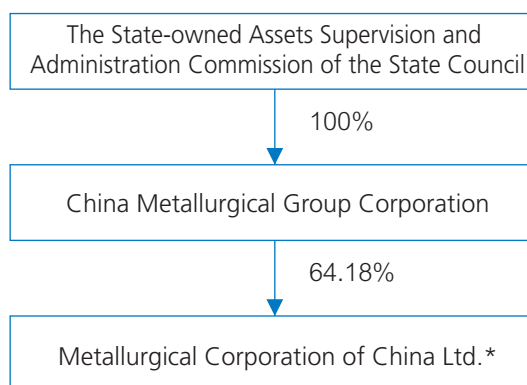 The State-owned Assets Supervision and
Administration Commission of the State Council
100%
China Metallurgical Group Corporation
64.18%
Metallurgical Corporation of China Ltd.*